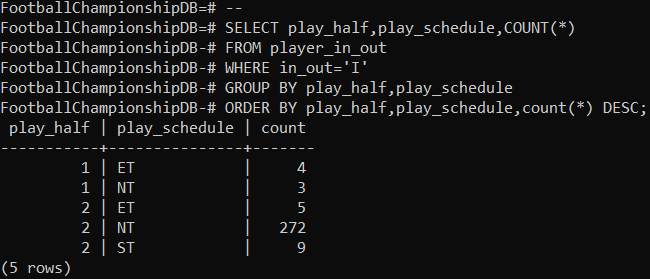 FootballChampionshipDB=# --
FootballChampionshipDB=# SELECT play_half,play_schedule,COUNT(*)
FootballChampionshipDB-# FROM player_in_out
FootballChampionshipDB-# WHERE in_out='I'
FootballChampionshipDB-# GROUP BY play_half,play_schedule
FootballChampionshipDB-# ORDER BY play_half,play_schedule,count(*) DESC;
 play_half | play_schedule | count
-----------+---------------+-------
         1 | ET            |     4
         1 | NT            |     3
         2 | ET            |     5
         2 | NT            |   272
         2 | ST            |     9
(5 rows)